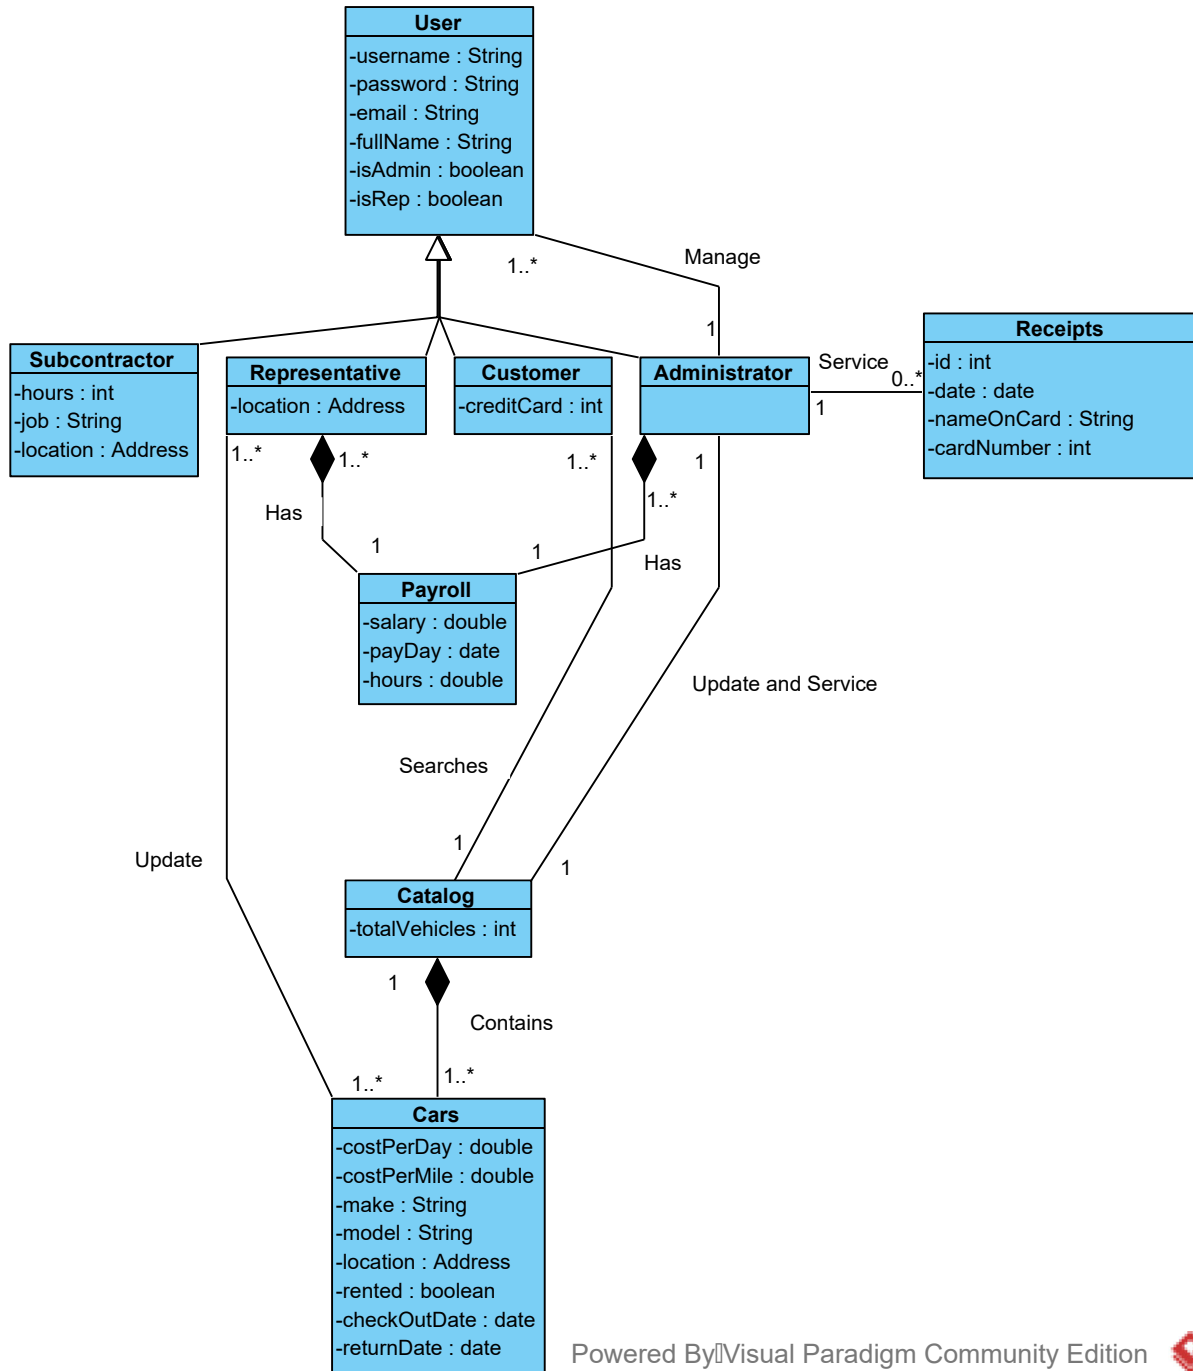 User
-username : String
-password : String
-email : String
-fullName : String
-isAdmin : boolean
-isRep : boolean
1..*
Manage
1
Subcontractor
-hours : int
-job : String
-location : Address
Representative
-location : Address
Customer
-creditCard : int
Administrator
Service
0..*
1
Receipts
-id : int
-date : date
-nameOnCard : String
-cardNumber : int
1..*
1..*
1..*
1
1..*
Has
1
1
Has
Payroll
-salary : double
-payDay : date
-hours : double
Update and Service
Searches
1
1
Update
Catalog
-totalVehicles : int
1
Contains
1..*
1..*
Cars
-costPerDay : double
-costPerMile : double
-make : String
-model : String
-location : Address
-rented : boolean
-checkOutDate : date
-returnDate : date
Powered By Visual Paradigm Community Edition